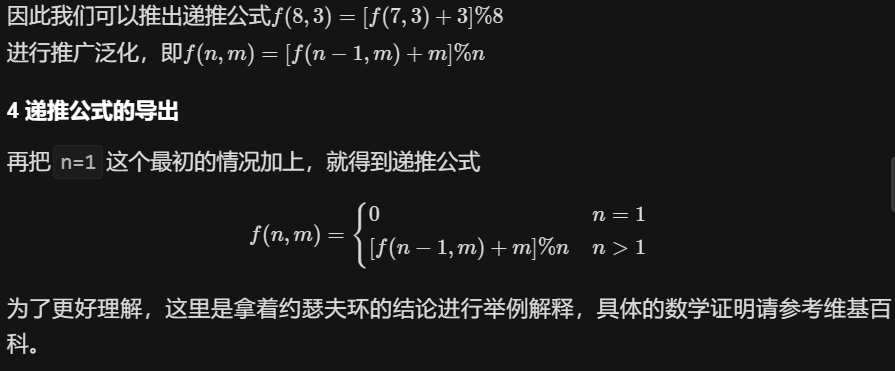 因此我们可以推出递推公式f(8,3) = [f(7,3) + 3]%8
进行推广泛化，即f(n,m) = [f(n − 1,m) + m]%n
4 递推公式的导出
再把 n=1 这个最初的情况加上，就得到递推公式
f(n,m) = { 0 n = 1
[f(n − 1,m) + m]%n n > 1
为了更好理解，这里是拿着约瑟夫环的结论进行举例解释，具体的数学证明请参考维基百
科。